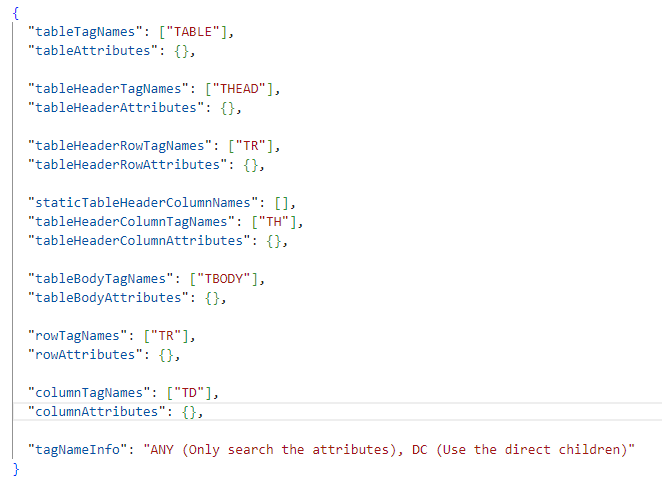 {
"tableTagNames": ["TABLE"],
"tableAttributes": {},
"tableHeaderTagNames": ["THEAD"],
"tableHeaderAttributes": {},
"tableHeaderRowTagNames": ["TR"],
"tableHeaderRowAttributes": {},
"staticTableHeaderColumnNames": [],
"tableHeaderColumnTagNames": ["TH"],
"tableHeaderColumnAttributes": {},
"tableBodyTagNames": ["TBODY"],
"tableBodyAttributes": {},
"rowTagNames": ["TR"],
"rowAttributes": {},
"columnTagNames": ["TD"],
"columnAttributes": {},
"tagNameInfo": "ANY (Only search the attributes), DC (Use the direct children)"
}